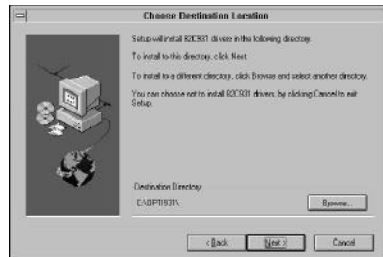 Choose Destination Location
Setup will install 82C931 drivers in the following directory.
To install to this directory, click Next.
To install to a different directory, click Browse and select another directory.
You can choose not to install 82C931 drivers, by clicking Cancel to exit
Setup.
Destination Directory
C:\OPTI931\
Browse...
< Back
Next >
Cancel